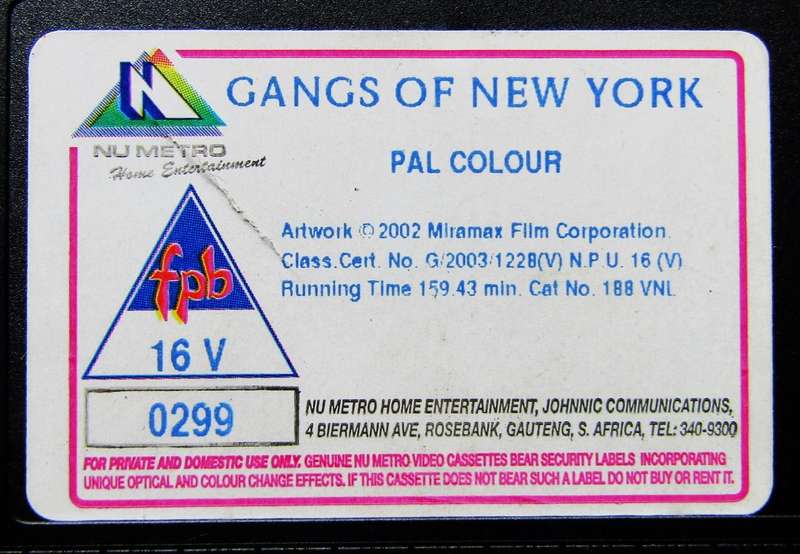 N
GANGS OF NEW YORK
NU METRO
Home Entertainment
PAL COLOUR
Artwork © 2002 Miramax Film Corporation.
Class.Cert. No. G/2003/1228(V) N.P.U. 16 (V)
Running Time 159.43 min. Cat No. 188 VNL
fpb
16 V
0299
NU METRO HOME ENTERTAINMENT, JOHNNIC COMMUNICATIONS,
4 BIERMANN AVE, ROSEBANK, GAUTENG, S. AFRICA, TEL: 340-9300
FOR PRIVATE AND DOMESTIC USE ONLY. GENUINE NU METRO VIDEO CASSETTES BEAR SECURITY LABELS INCORPORATING
UNIQUE OPTICAL AND COLOUR CHANGE EFFECTS. IF THIS CASSETTE DOES NOT BEAR SUCH A LABEL DO NOT BUY OR RENT IT.